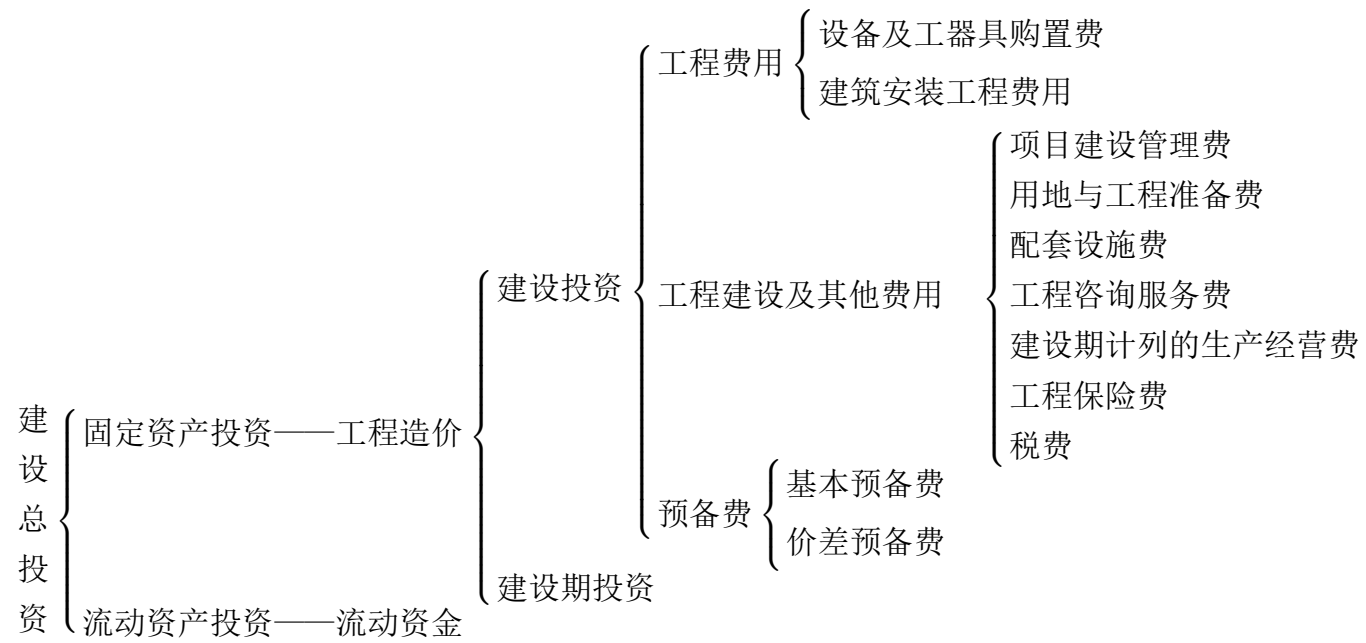 建设总投资
固定资产投资——工程造价
建设投资
工程费用
设备及工器具购置费
建筑安装工程费用
工程建设及其他费用
项目建设管理费
用地与工程准备费
配套设施费
工程咨询服务费
建设期计列的生产经营费
工程保险费
税费
预备费
基本预备费
价差预备费
建设期投资
流动资产投资——流动资金